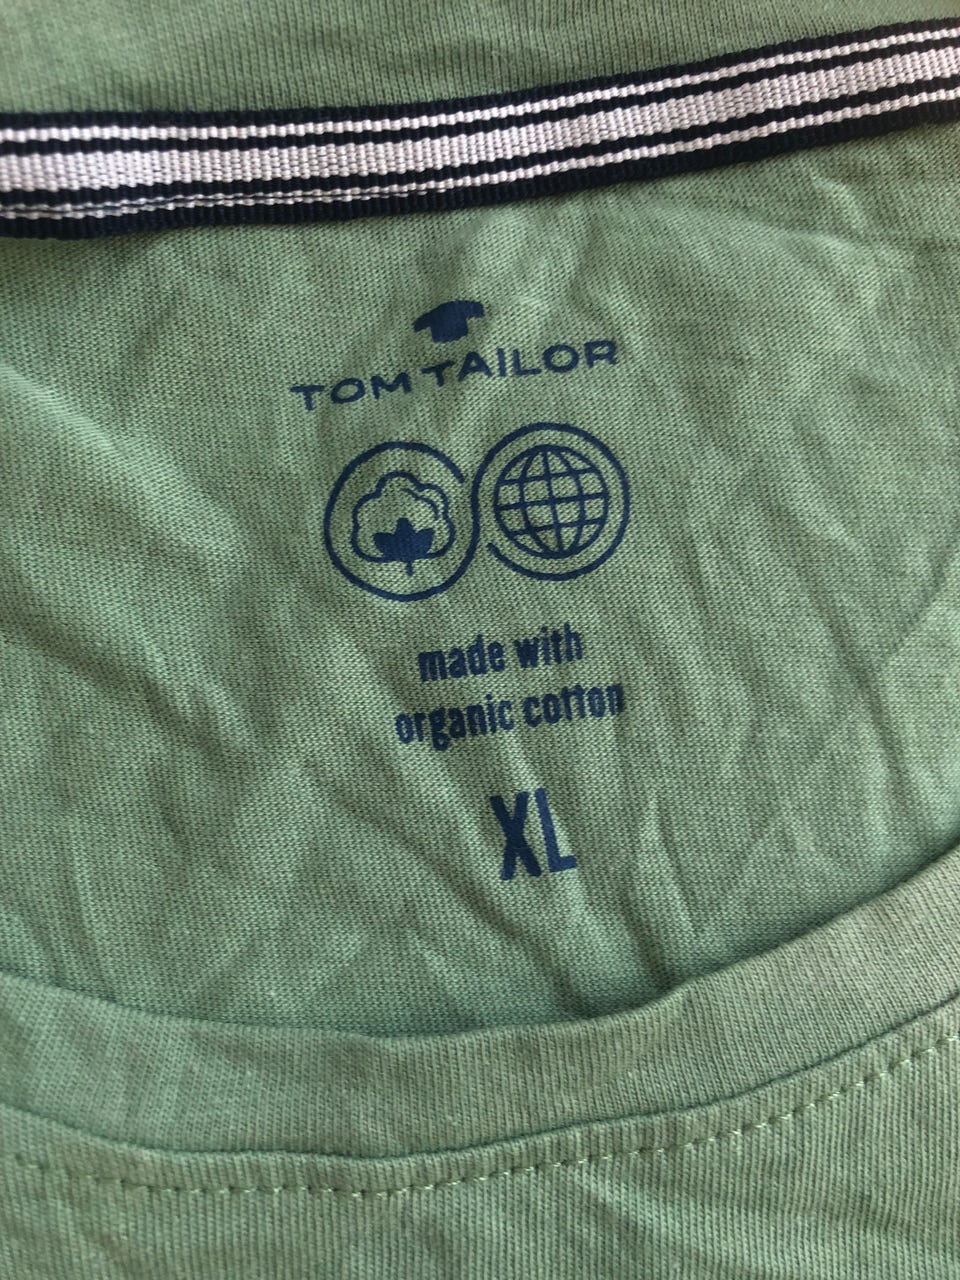 TOM TAILOR
made with
organic cotton
XL